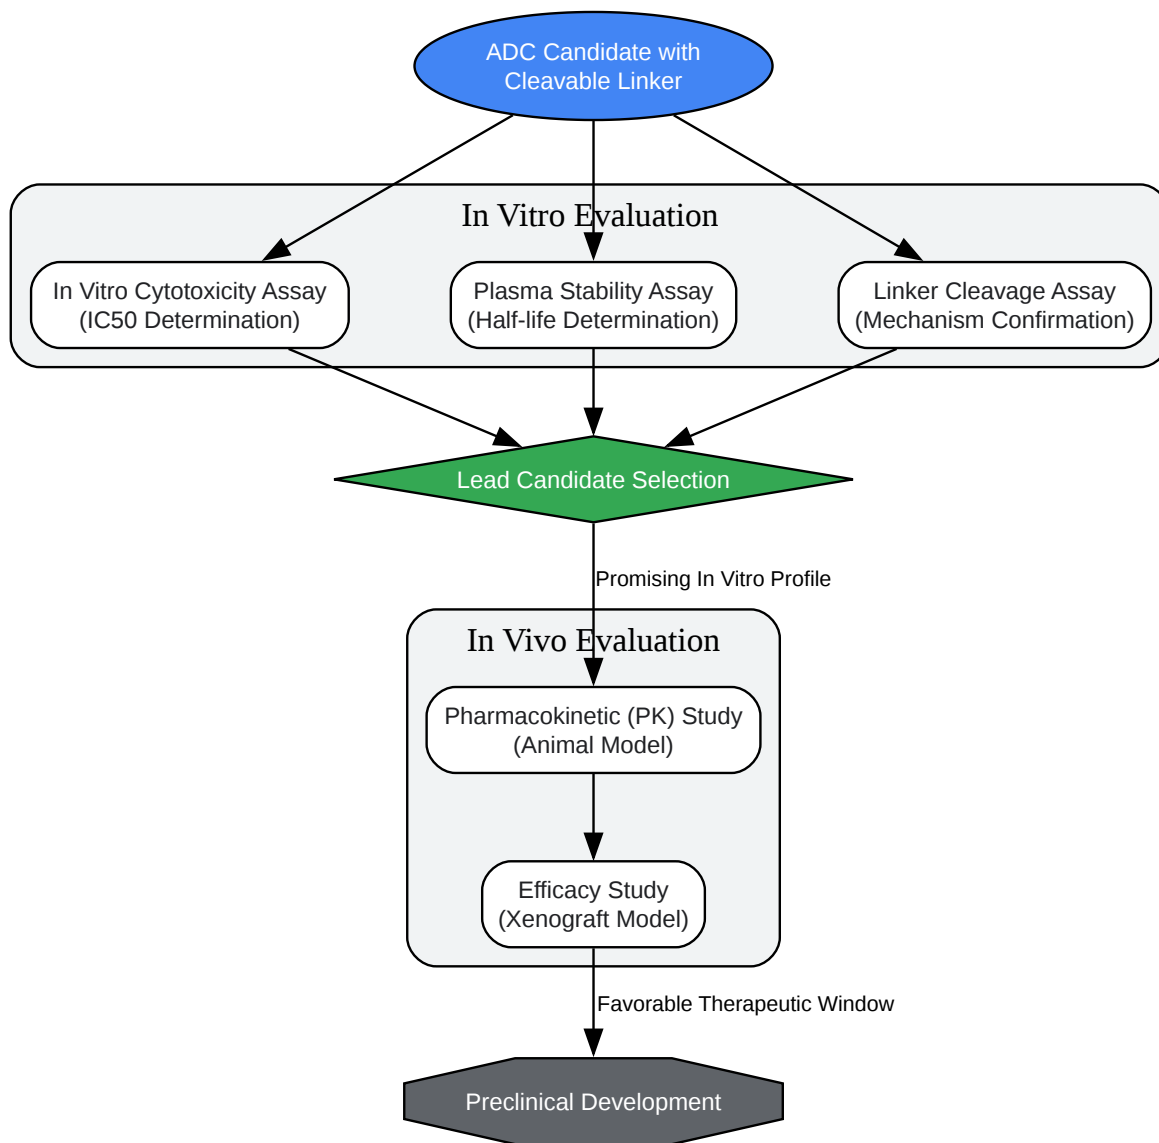 ADC Candidate with
Cleavable Linker
In Vitro Evaluation
In Vitro Cytotoxicity Assay
(IC50 Determination)
Plasma Stability Assay
(Half-life Determination)
Linker Cleavage Assay
(Mechanism Confirmation)
Lead Candidate Selection
Promising In Vitro Profile
In Vivo Evaluation
Pharmacokinetic (PK) Study
(Animal Model)
Efficacy Study
(Xenograft Model)
Favorable Therapeutic Window
Preclinical Development